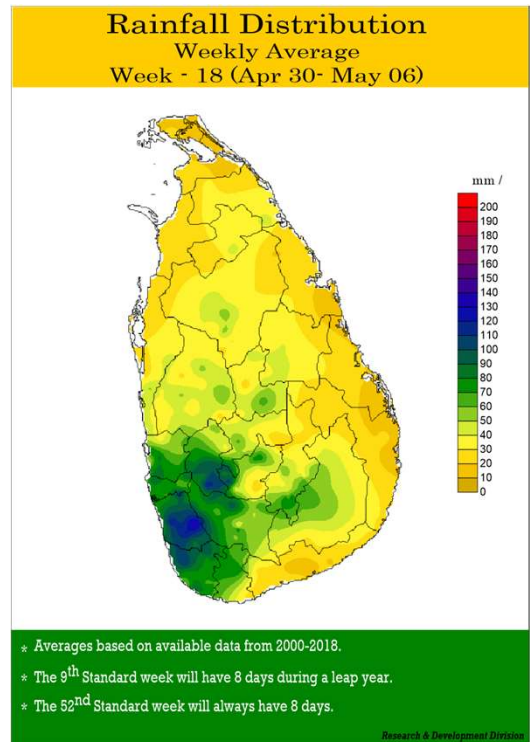 Rainfall Distribution
Weekly Average
Week - 18 (Apr 30- May 06)
mm /
200
190
180
170
160
150
140
130
120
110
100
90
80
70
60
50
40
30
20
10
0
* Averages based on available data from 2000-2018.
* The 9th Standard week will have 8 days during a leap year.
* The 52nd Standard week will always have 8 days.
Research & Development Division